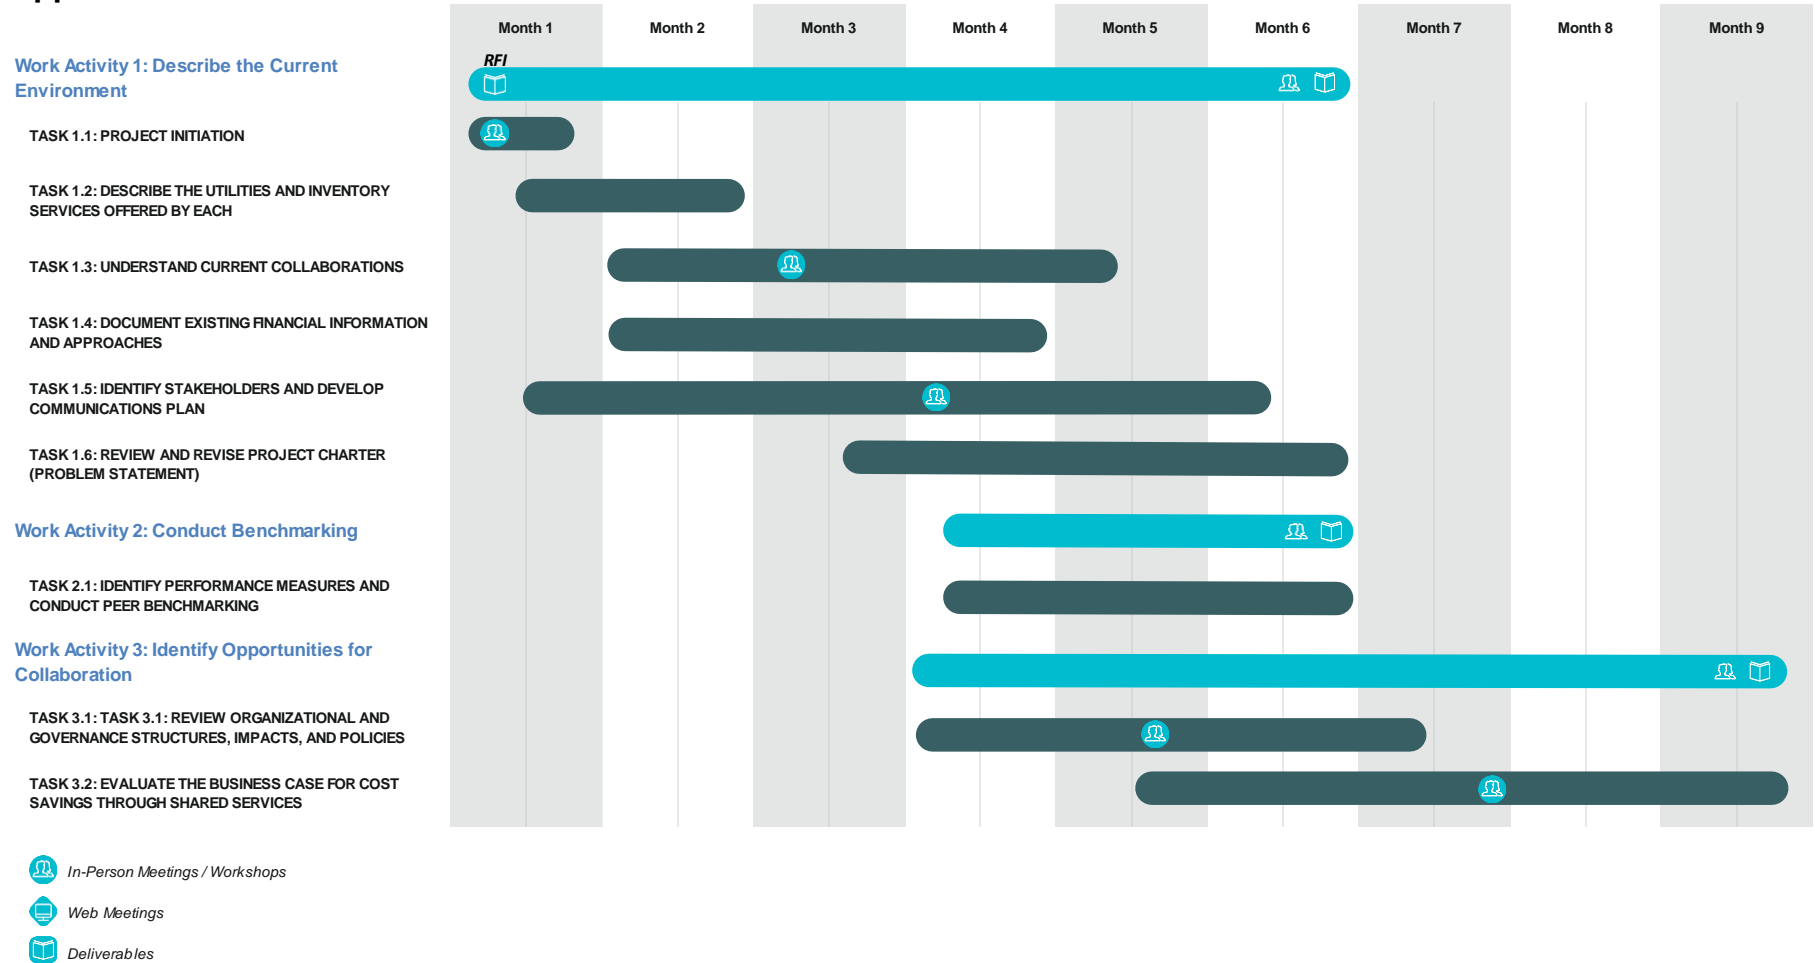 Month 1 Month 2 Month 3 Month 4 Month 5 Month 6 Month 7 Month 8 Month 9
RFI
Work Activity 1: Describe the Current
Environment
TASK 1.1: PROJECT INITIATION
TASK 1.2: DESCRIBE THE UTILITIES AND INVENTORY
SERVICES OFFERED BY EACH
TASK 1.3: UNDERSTAND CURRENT COLLABORATIONS
TASK 1.4: DOCUMENT EXISTING FINANCIAL INFORMATION
AND APPROACHES
TASK 1.5: IDENTIFY STAKEHOLDERS AND DEVELOP
COMMUNICATIONS PLAN
TASK 1.6: REVIEW AND REVISE PROJECT CHARTER
(PROBLEM STATEMENT)
Work Activity 2: Conduct Benchmarking
TASK 2.1: IDENTIFY PERFORMANCE MEASURES AND
CONDUCT PEER BENCHMARKING
Work Activity 3: Identify Opportunities for
Collaboration
TASK 3.1: TASK 3.1: REVIEW ORGANIZATIONAL AND
GOVERNANCE STRUCTURES, IMPACTS, AND POLICIES
TASK 3.2: EVALUATE THE BUSINESS CASE FOR COST
SAVINGS THROUGH SHARED SERVICES
In-Person Meetings / Workshops
Web Meetings
Deliverables